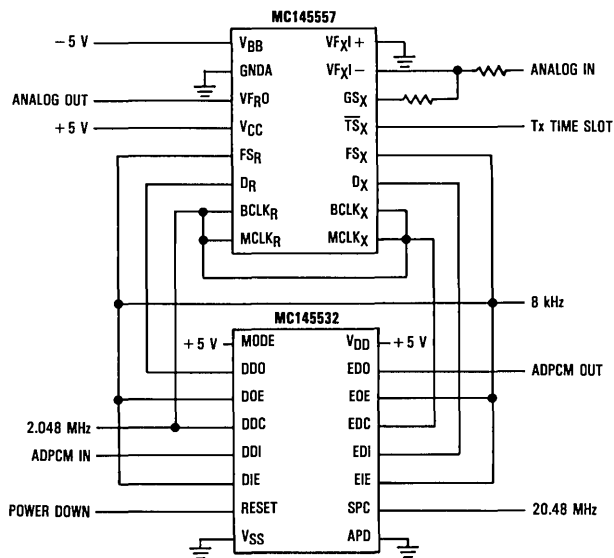 MC145557
−5 V VBB VFXI+
GNDA VFXI− ANALOG IN
ANALOG OUT VFRO GSX
+5 V VCC T̅S̅X Tx TIME SLOT
FSR FSX
DR DX
BCLKR BCLKX
MCLKR MCLKX
8 kHz
MC145532
+5 V MODE VDD +5 V
DDO EDO ADPCM OUT
DOE EOE
2.048 MHz DDC EDC
ADPCM IN DDI EDI
DIE EIE
POWER DOWN RESET SPC 20.48 MHz
VSS APD